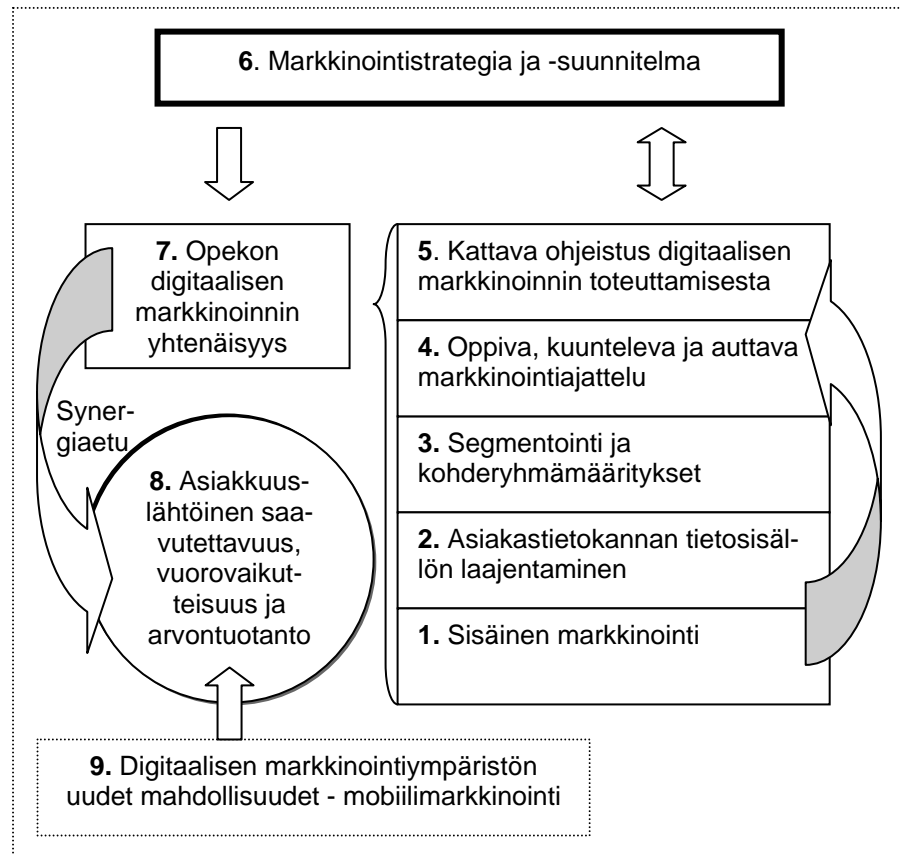 6. Markkinointistrategia ja -suunnitelma
7. Opekon
digitaalisen
markkinoinnin
yhtenäisyys
5. Kattava ohjeistus digitaalisen
markkinoinnin toteuttamisesta
4. Oppiva, kuunteleva ja auttava
markkinointiajattelu
Syner-
giaetu
3. Segmentointi ja
kohderyhmämääritykset
8. Asiakkuus-
lähtöinen saa-
vutettavuus,
vuorovaikut-
teisuus ja
arvontuotanto
2. Asiakastietokannan tietosisäl-
lön laajentaminen
1. Sisäinen markkinointi
9. Digitaalisen markkinointiympäristön
uudet mahdollisuudet - mobiilimarkkinointi